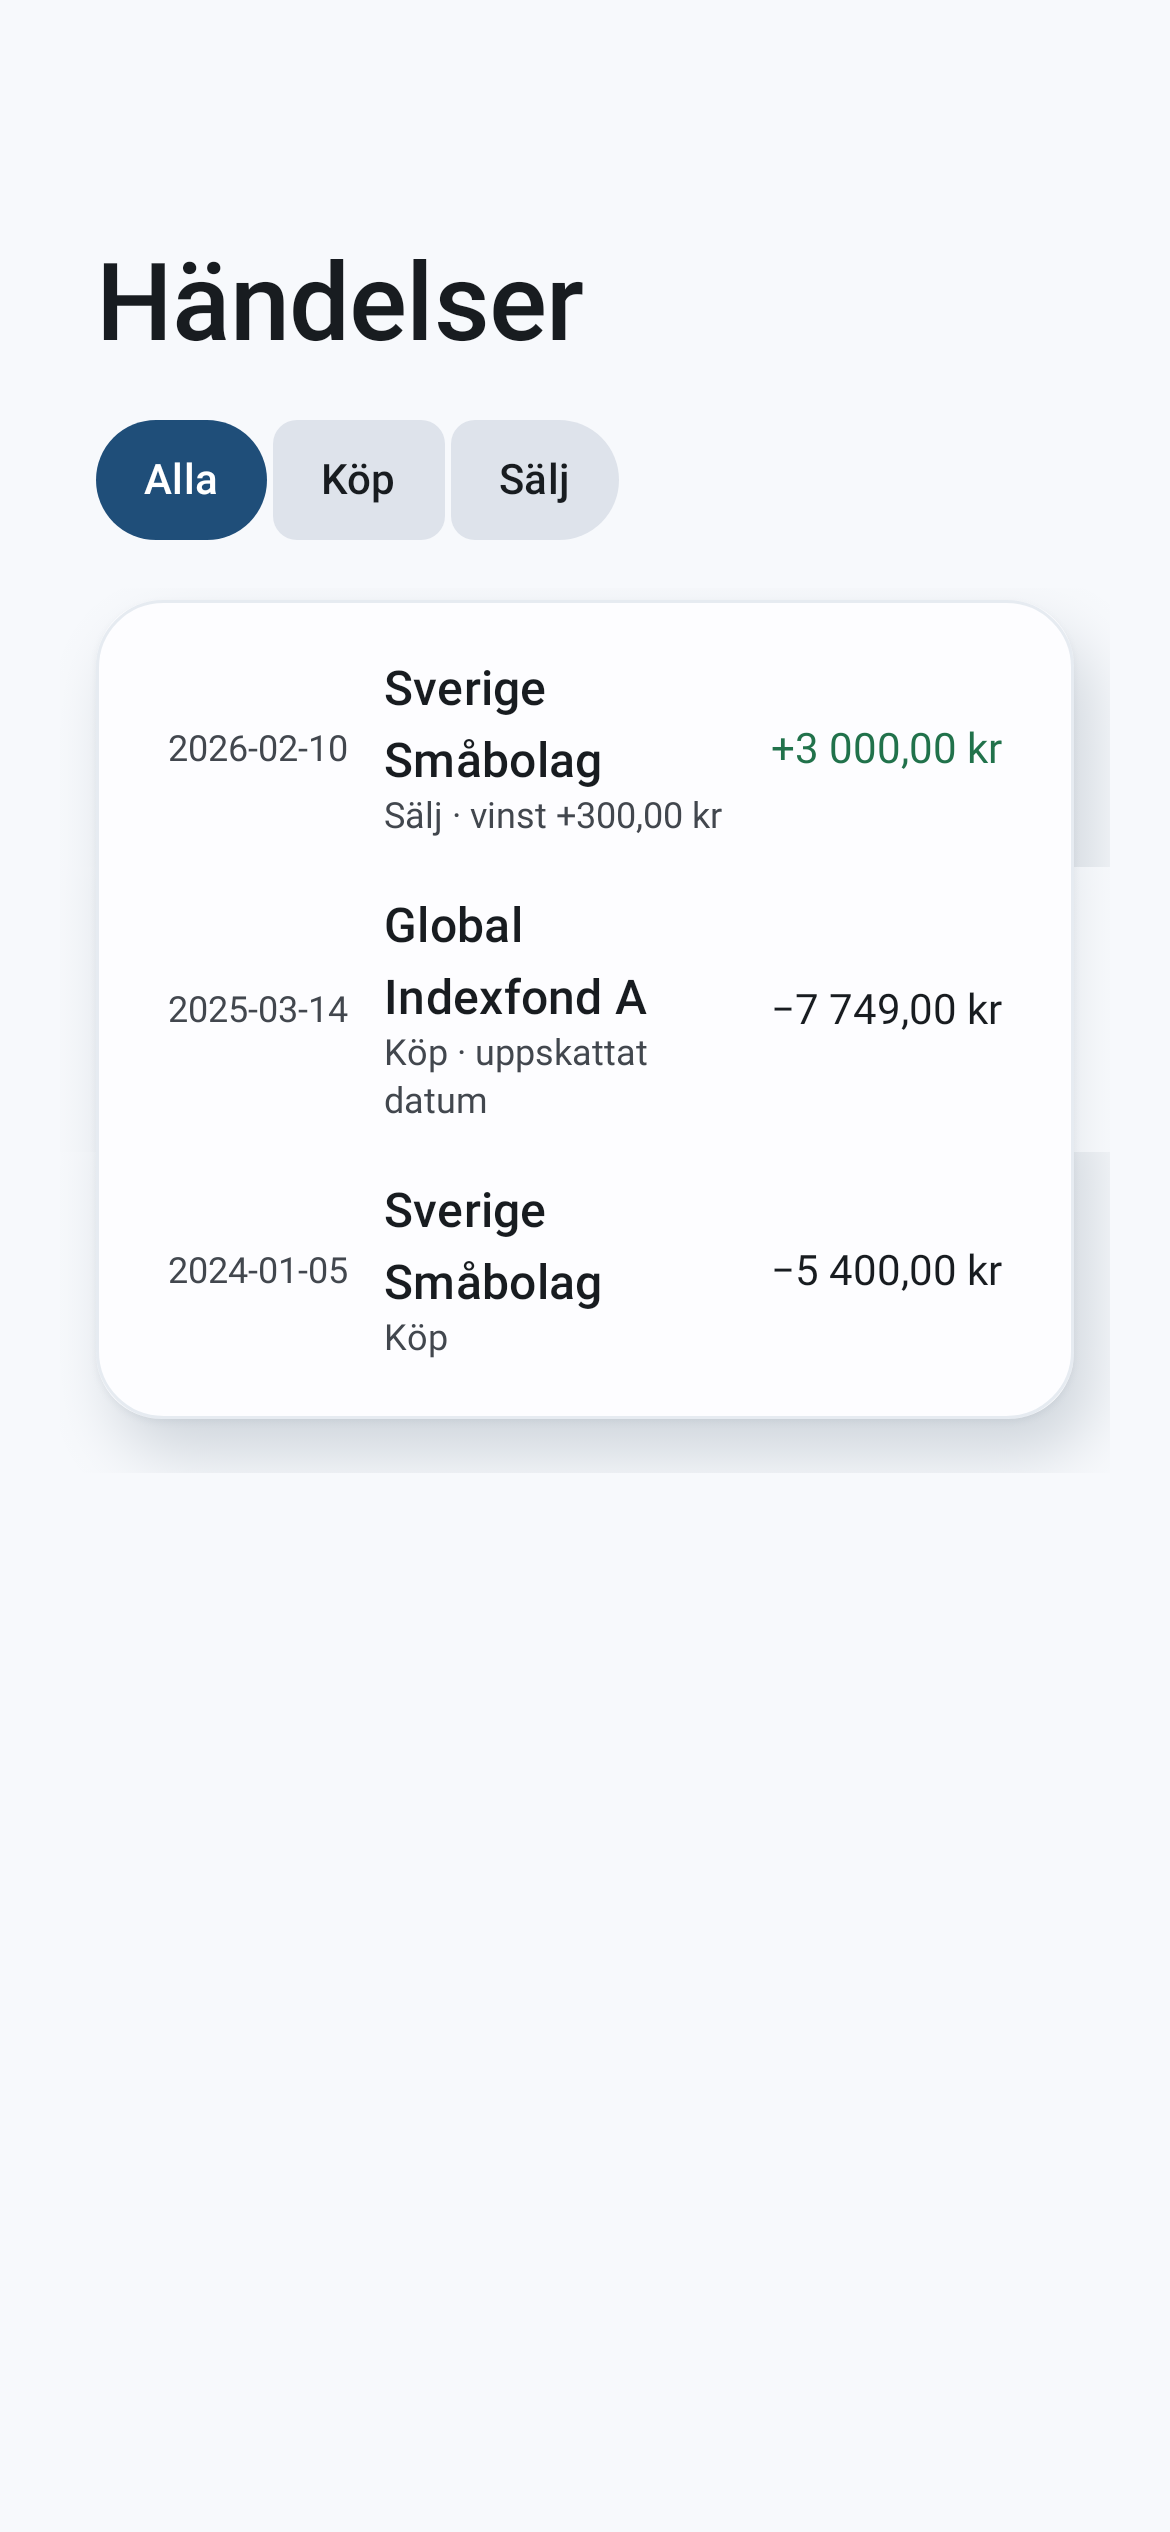 Händelser
Alla Köp Sälj
Sverige
Småbolag
2026-02-10
+3 000,00 kr
Sälj · vinst +300,00 kr
Global
Indexfond A
2025-03-14
−7 749,00 kr
Köp · uppskattat
datum
Sverige
Småbolag
2024-01-05
−5 400,00 kr
Köp